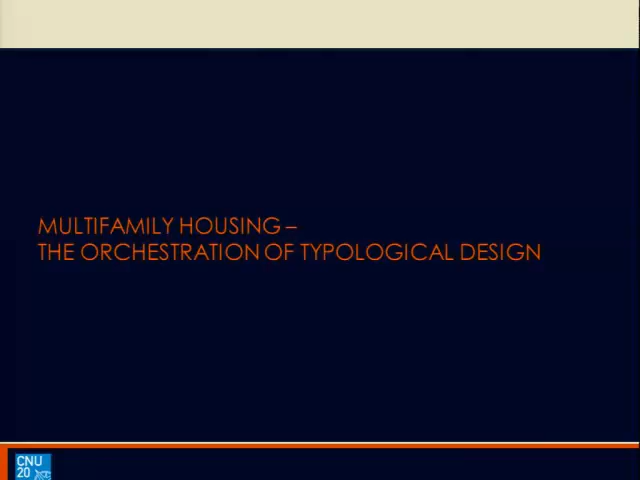 MULTIFAMILY HOUSING –
THE ORCHESTRATION OF TYPOLOGICAL DESIGN
CNU
20